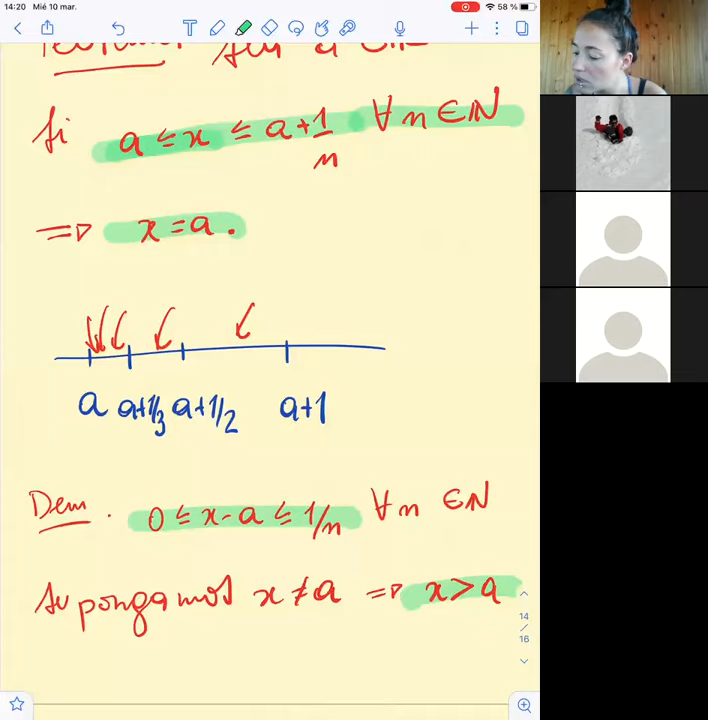 14:20 Mié 10 mar.
58 %
T
sea a ∈ ℝ
Si a ≤ x ≤ a + 1/n ∀ n ∈ ℕ
⟹ x = a.
a a+1/3 a+1/2 a+1
Dem. 0 ≤ x - a ≤ 1/n ∀ n ∈ ℕ
Supongamos x ≠ a ⟹ x > a
14
/
16